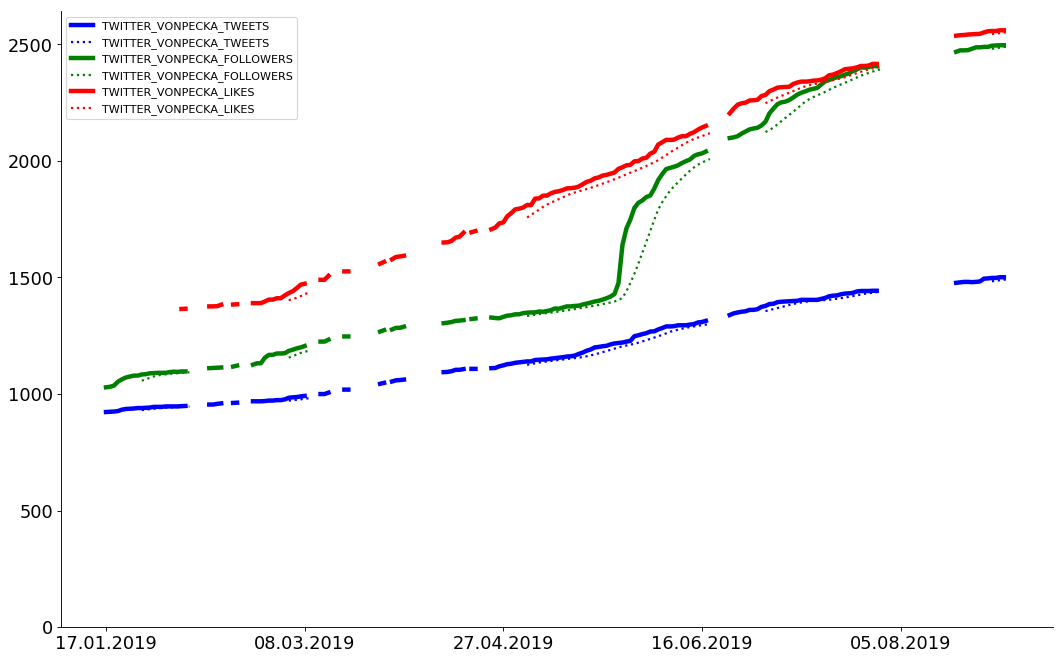 TWITTER_VONPECKA_TWEETS
TWITTER_VONPECKA_TWEETS
TWITTER_VONPECKA_FOLLOWERS
TWITTER_VONPECKA_FOLLOWERS
TWITTER_VONPECKA_LIKES
TWITTER_VONPECKA_LIKES
2500
2000
1500
1000
500
0
17.01.2019 08.03.2019 27.04.2019 16.06.2019 05.08.2019